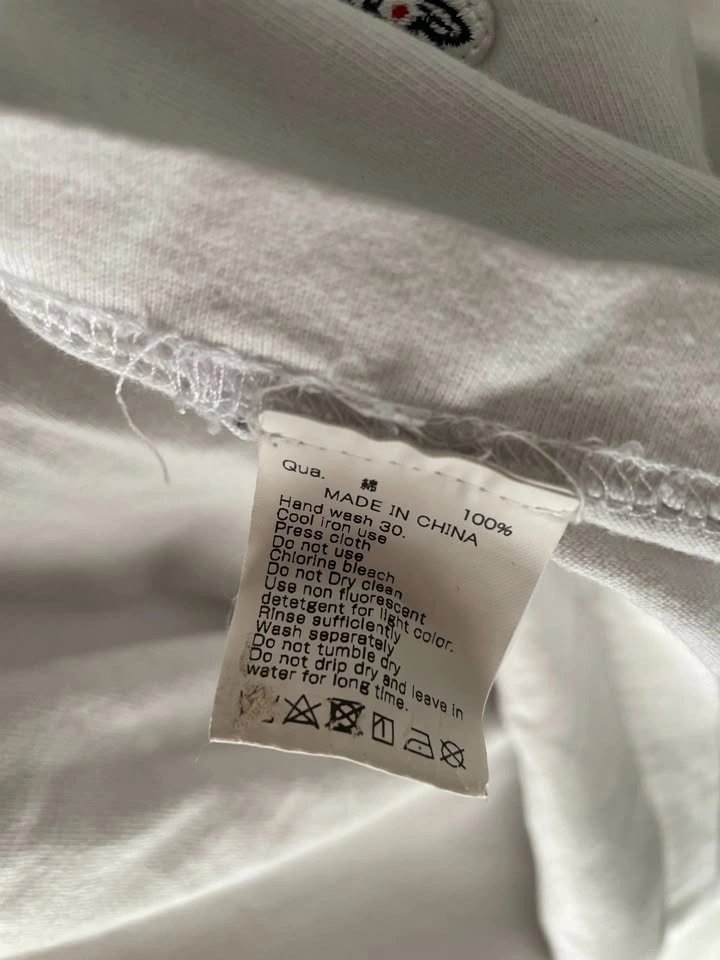 Qua. 綿 100%
MADE IN CHINA
Hand wash 30.
Cool iron use
Press cloth
Do not use
Chlorine bleach
Do not Dry clean
Use non fluorescent
detetgent for light color.
Rinse sufficiently
Wash separately
Do not tumble dry
Do not drip dry and leave in
water for long time.